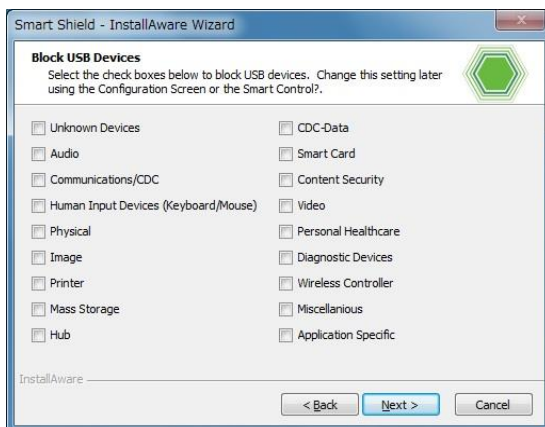 Smart Shield - InstallAware Wizard
Block USB Devices
Select the check boxes below to block USB devices.  Change this setting later
using the Configuration Screen or the Smart Control?.
Unknown Devices
Audio
Communications/CDC
Human Input Devices (Keyboard/Mouse)
Physical
Image
Printer
Mass Storage
Hub
CDC-Data
Smart Card
Content Security
Video
Personal Healthcare
Diagnostic Devices
Wireless Controller
Miscellanious
Application Specific
InstallAware
< Back
Next >
Cancel